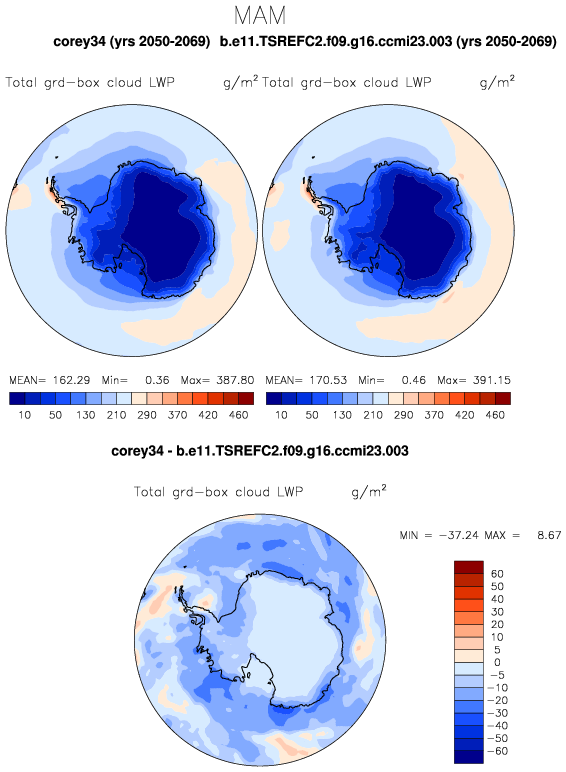 MAM
corey34 (yrs 2050-2069) b.e11.TSREFC2.f09.g16.ccmi23.003 (yrs 2050-2069)
Total grd-box cloud LWP g/m² Total grd-box cloud LWP g/m²
MEAN= 162.29 Min= 0.36 Max= 387.80 MEAN= 170.53 Min= 0.46 Max= 391.15
10 50 130 210 290 370 420 460 10 50 130 210 290 370 420 460
corey34 - b.e11.TSREFC2.f09.g16.ccmi23.003
Total grd-box cloud LWP g/m²
MIN = -37.24 MAX = 8.67
60
50
40
30
20
10
5
0
-5
-10
-20
-30
-40
-50
-60